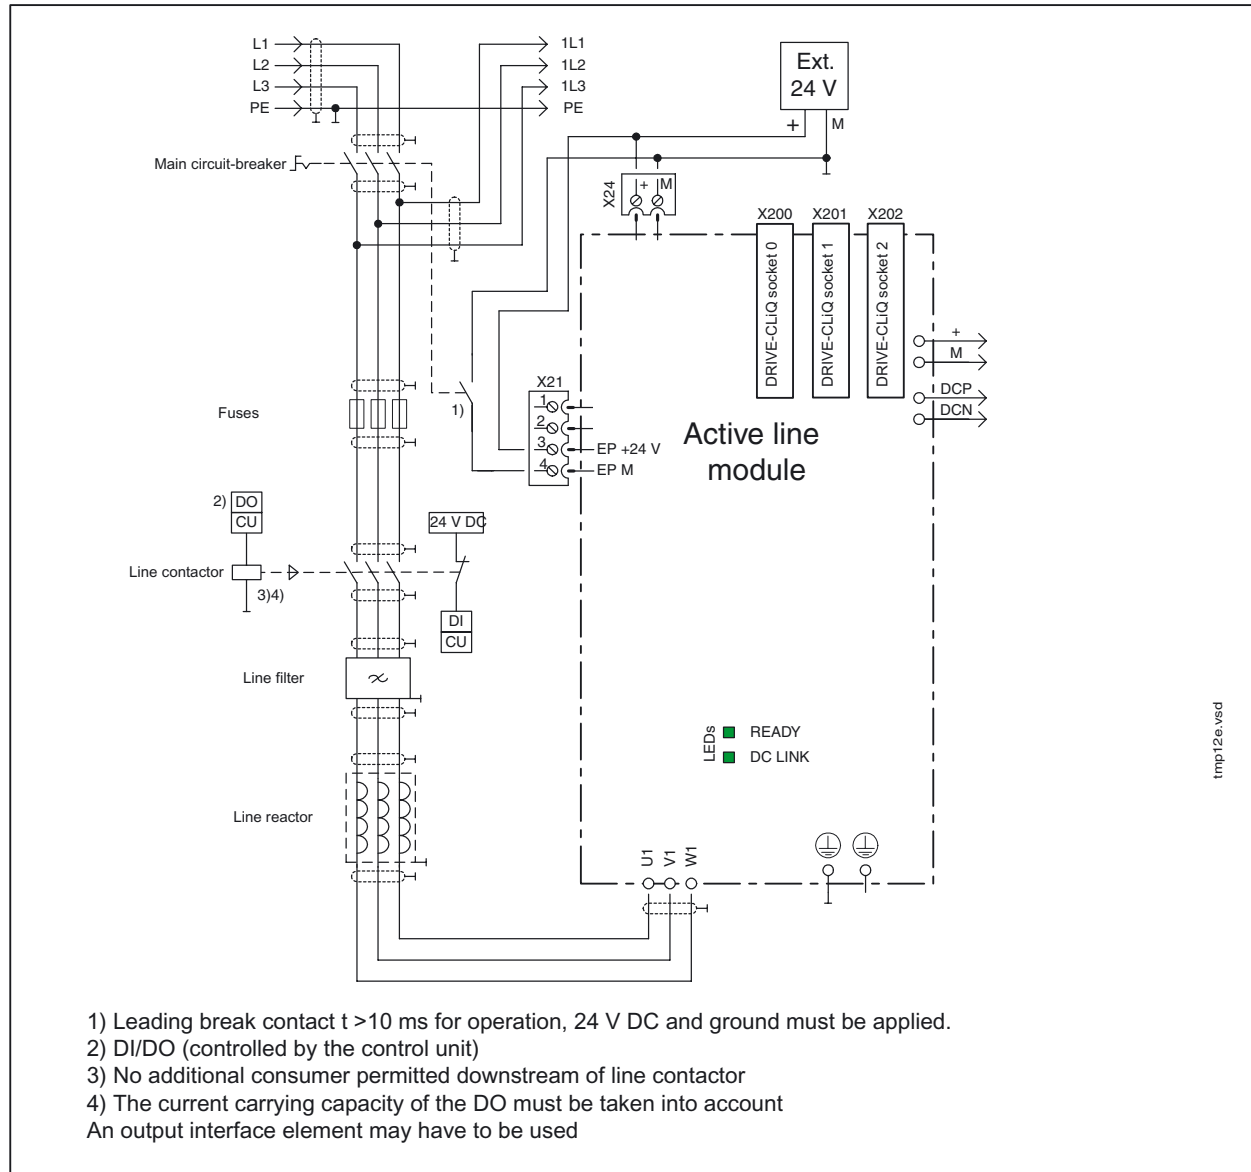 L1
1L1
L2
1L2
L3
1L3
PE
PE
Ext.
24 V
+
M
Main circuit-breaker
X24
+
M
X200
X201
X202
DRIVE-CLiQ socket 0
DRIVE-CLiQ socket 1
DRIVE-CLiQ socket 2
+
M
DCP
DCN
X21
1
2
3
4
1)
EP +24 V
EP M
Active line
module
Fuses
2)
DO
CU
24 V DC
Line contactor
3)4)
DI
CU
Line filter
LEDs
READY
DC LINK
Line reactor
U1
V1
W1
tmp12e.vsd
1) Leading break contact t >10 ms for operation, 24 V DC and ground must be applied.
2) DI/DO (controlled by the control unit)
3) No additional consumer permitted downstream of line contactor
4) The current carrying capacity of the DO must be taken into account
An output interface element may have to be used